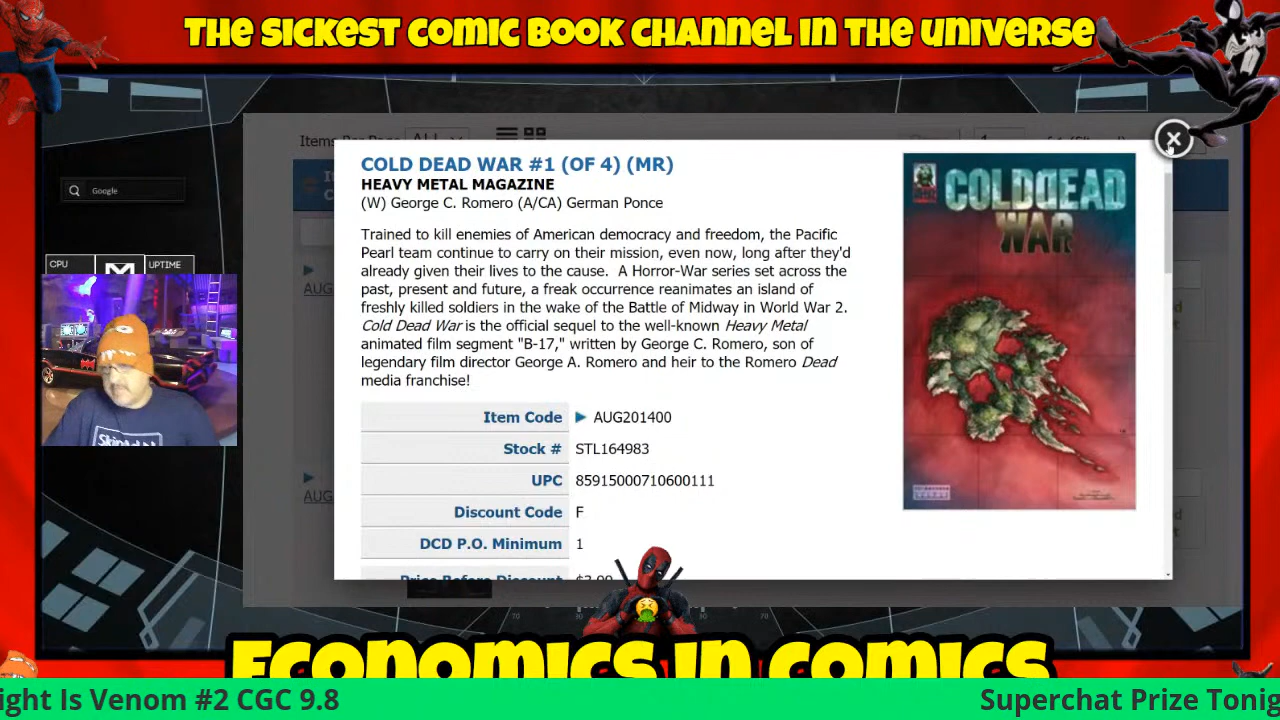 THE SICKEST COMIC BOOK CHANNEL IN THE UNIVERSE
Items Per Page ALL
Google
CPU
UPTIME
COLD DEAD WAR #1 (OF 4) (MR)
HEAVY METAL MAGAZINE
(W) George C. Romero (A/CA) German Ponce
Trained to kill enemies of American democracy and freedom, the Pacific
Pearl team continue to carry on their mission, even now, long after they'd
already given their lives to the cause. A Horror-War series set across the
past, present and future, a freak occurrence reanimates an island of
freshly killed soldiers in the wake of the Battle of Midway in World War 2.
Cold Dead War is the official sequel to the well-known Heavy Metal
animated film segment "B-17," written by George C. Romero, son of
legendary film director George A. Romero and heir to the Romero Dead
media franchise!
COLD DEAD
WAR
Item Code AUG201400
Stock # STL164983
UPC 85915000710600111
Discount Code F
DCD P.O. Minimum 1
Price Before Discount $3.99
AUG
AUG
ECONOMICS IN COMICS
ight Is Venom #2 CGC 9.8
Superchat Prize Tonig